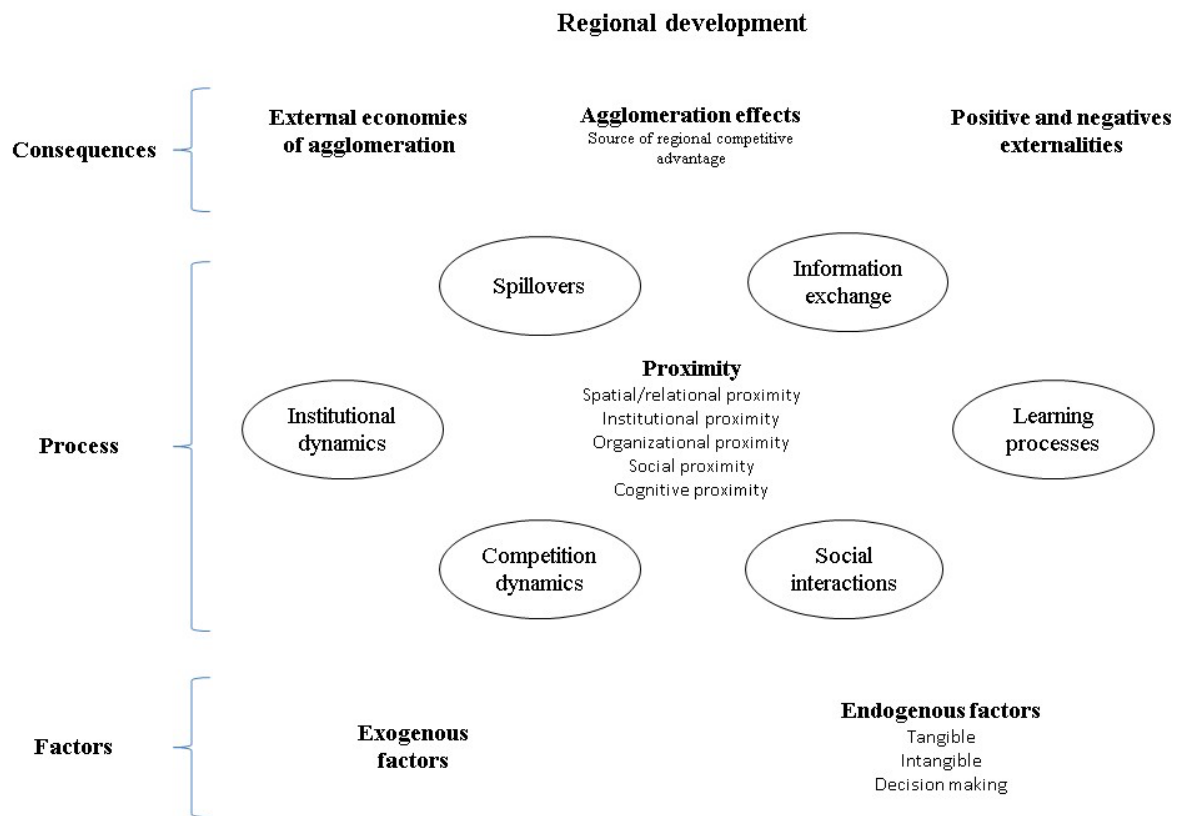 Regional development
Consequences
External economies
of agglomeration
Agglomeration effects
Source of regional competitive
advantage
Positive and negatives
externalities
Process
Spillovers
Information
exchange
Institutional
dynamics
Proximity
Spatial/relational proximity
Institutional proximity
Organizational proximity
Social proximity
Cognitive proximity
Learning
processes
Competition
dynamics
Social
interactions
Factors
Exogenous
factors
Endogenous factors
Tangible
Intangible
Decision making